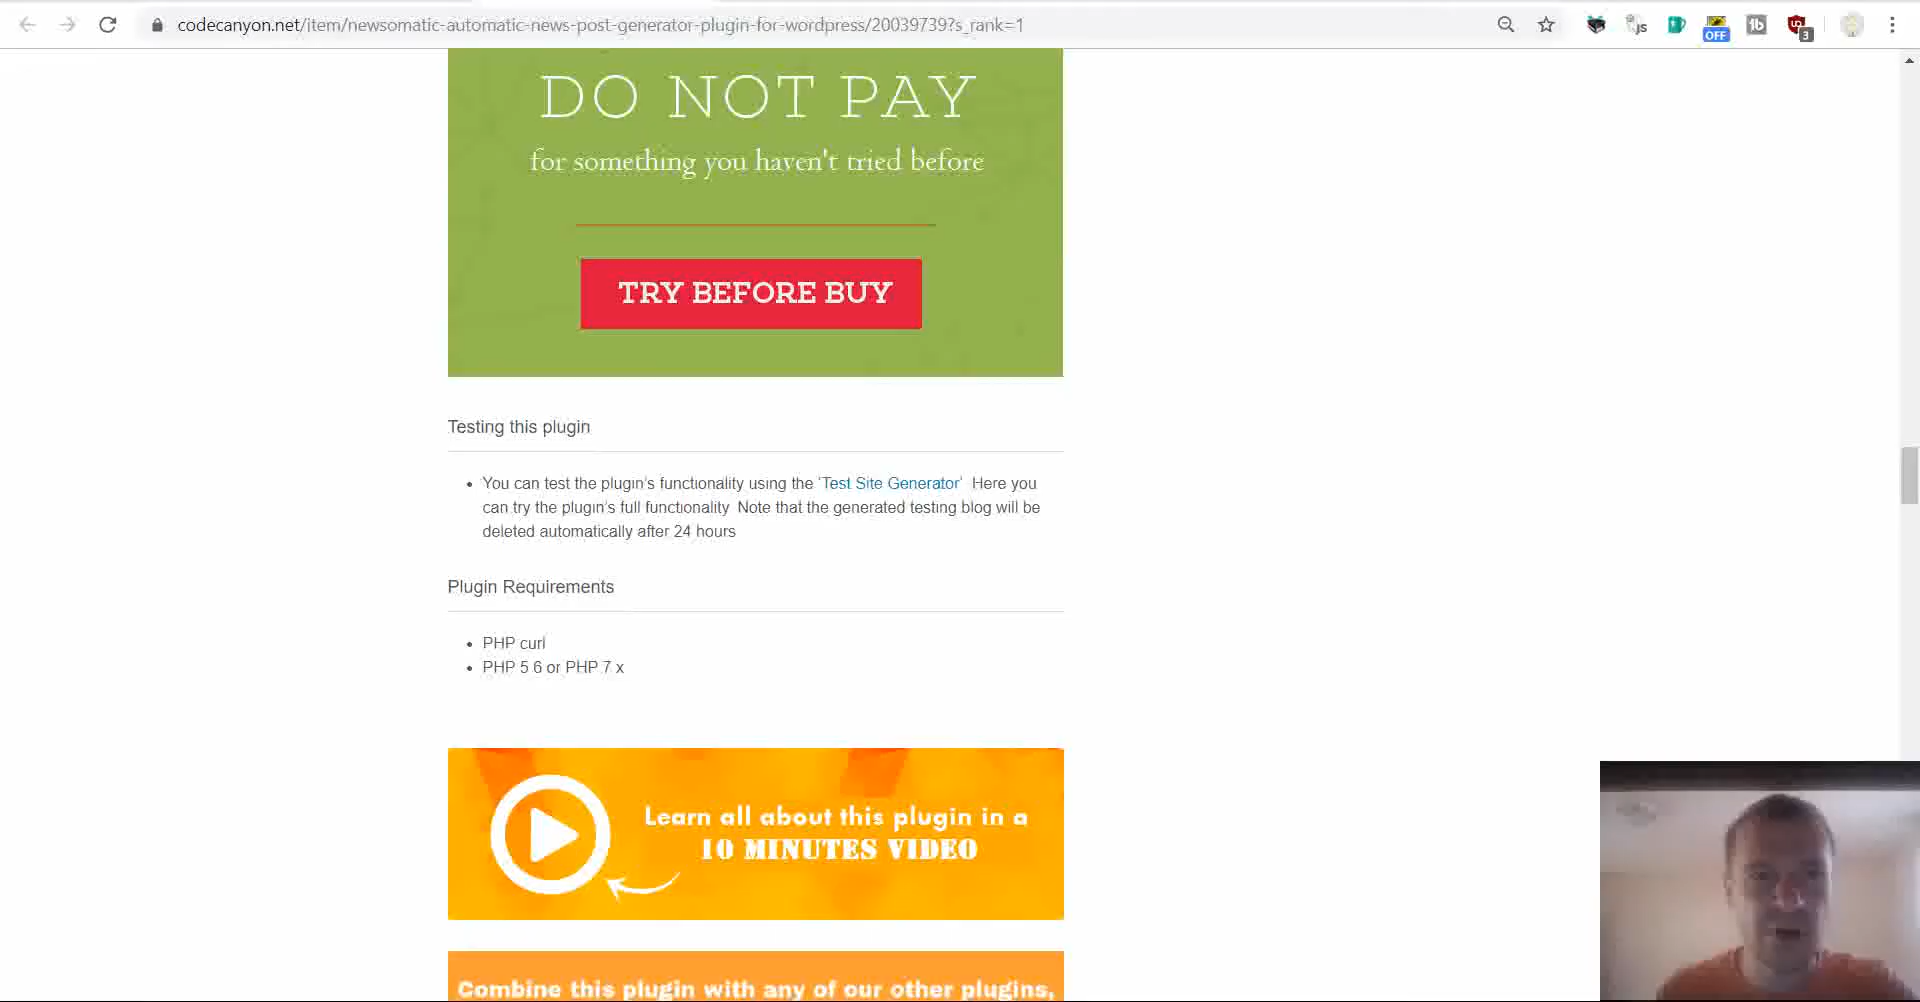 codecanyon.net/item/newsomatic-automatic-news-post-generator-plugin-for-wordpress/20039739?s_rank=1
JS
OFF
1b
3
DO NOT PAY
for something you haven't tried before
TRY BEFORE BUY
Testing this plugin
• You can test the plugin's functionality using the 'Test Site Generator' Here you
can try the plugin's full functionality Note that the generated testing blog will be
deleted automatically after 24 hours
Plugin Requirements
• PHP curl
• PHP 5 6 or PHP 7 x
Learn all about this plugin in a
10 MINUTES VIDEO
Combine this plugin with any of our other plugins,